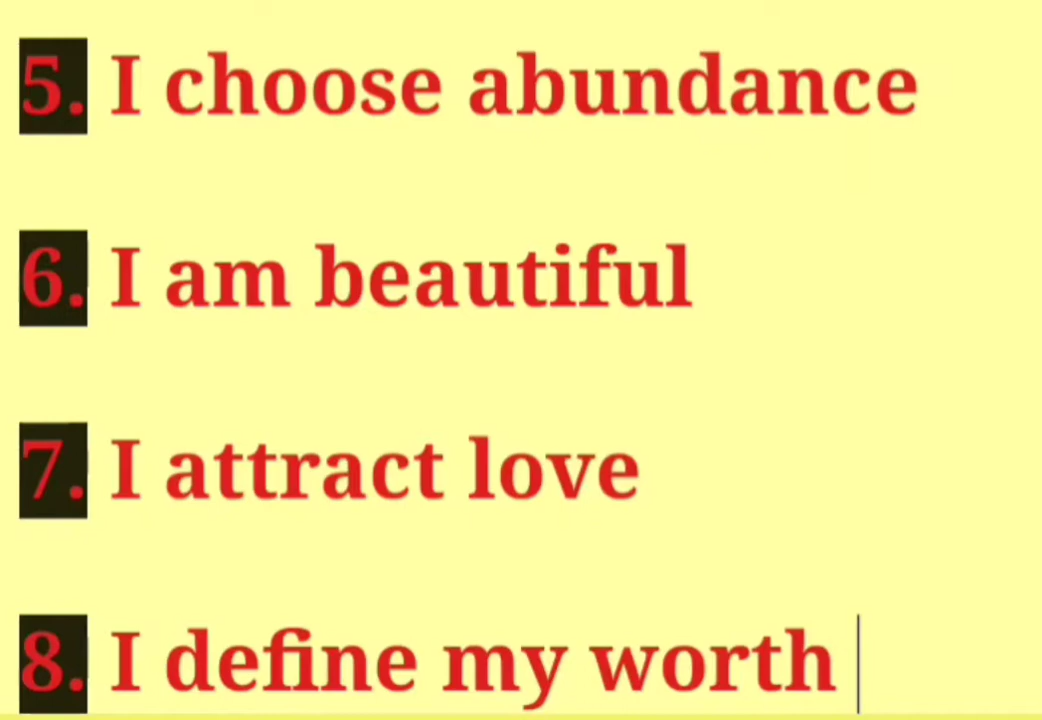 5. I choose abundance
6. I am beautiful
7. I attract love
8. I define my worth